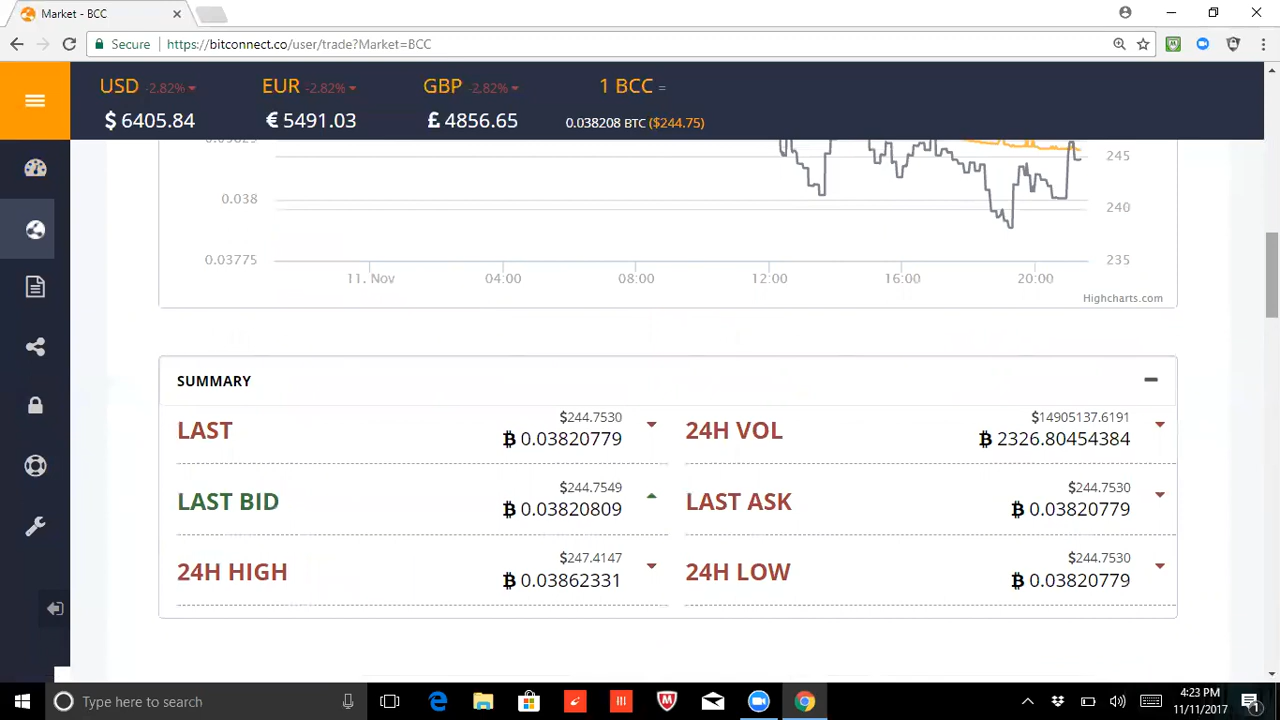 Market - BCC
Secure https://bitconnect.co/user/trade?Market=BCC
USD -2.82% EUR -2.82% GBP -2.82% 1 BCC =
$ 6405.84 € 5491.03 £ 4856.65 0.038208 BTC ($244.75)
245
0.038 240
0.03775 235
11. Nov 04:00 08:00 12:00 16:00 20:00
Highcharts.com
SUMMARY
LAST $244.7530
₿ 0.03820779
24H VOL $14905137.6191
₿ 2326.80454384
LAST BID $244.7549
₿ 0.03820809
LAST ASK $244.7530
₿ 0.03820779
24H HIGH $247.4147
₿ 0.03862331
24H LOW $244.7530
₿ 0.03820779
Type here to search
4:23 PM
11/11/2017